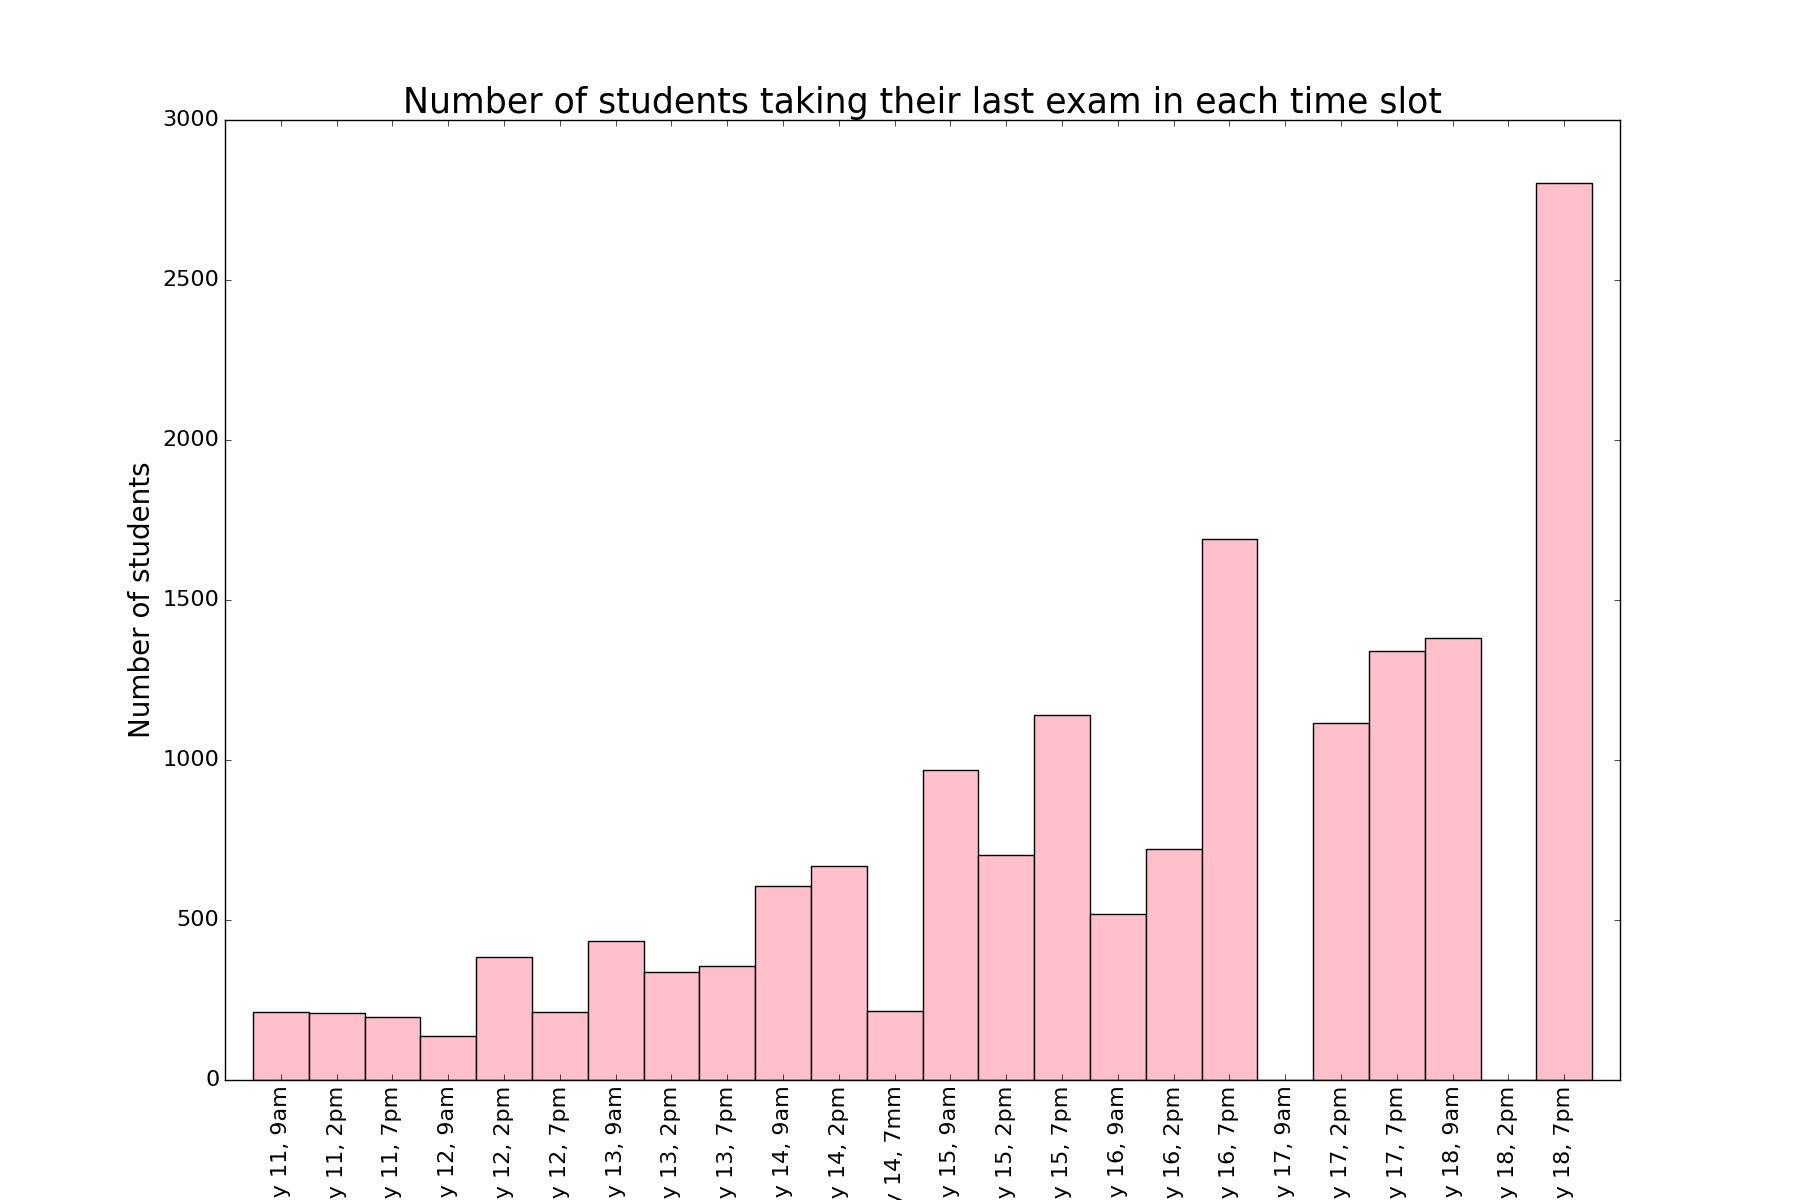 Number of students taking their last exam in each time slot
Number of students
3000
2500
2000
1500
1000
500
0
y 11, 9am
y 11, 2pm
y 11, 7pm
y 12, 9am
y 12, 2pm
y 12, 7pm
y 13, 9am
y 13, 2pm
y 13, 7pm
y 14, 9am
y 14, 2pm
y 14, 7mm
y 15, 9am
y 15, 2pm
y 15, 7pm
y 16, 9am
y 16, 2pm
y 16, 7pm
y 17, 9am
y 17, 2pm
y 17, 7pm
y 18, 9am
y 18, 2pm
y 18, 7pm